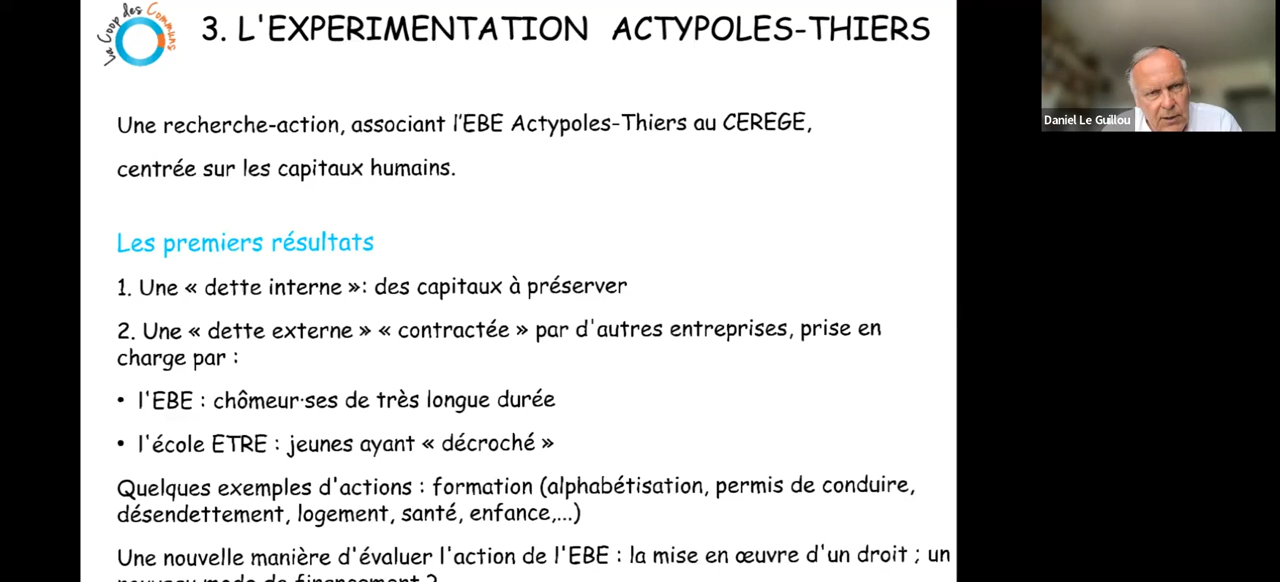 La Coop des Communs
3. L'EXPERIMENTATION ACTYPOLES-THIERS
Daniel Le Guillou
Une recherche-action, associant l'EBE Actypoles-Thiers au CEREGE,
centrée sur les capitaux humains.
Les premiers résultats
1. Une « dette interne »: des capitaux à préserver
2. Une « dette externe » « contractée » par d'autres entreprises, prise en
charge par :
• l'EBE : chômeur·ses de très longue durée
• l'école ETRE : jeunes ayant « décroché »
Quelques exemples d'actions : formation (alphabétisation, permis de conduire,
désendettement, logement, santé, enfance,...)
Une nouvelle manière d'évaluer l'action de l'EBE : la mise en œuvre d'un droit ; un
nouveau mode de financement ?